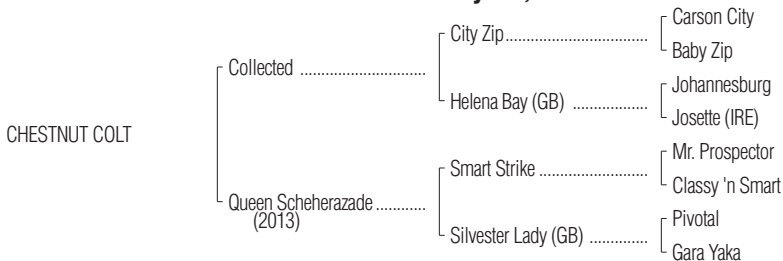 Carson City
City Zip
Baby Zip
Collected
Johannesburg
Helena Bay (GB)
Josette (IRE)
CHESTNUT COLT
Mr. Prospector
Smart Strike
Classy 'n Smart
Queen Scheherazade
(2013)
Pivotal
Silvester Lady (GB)
Gara Yaka